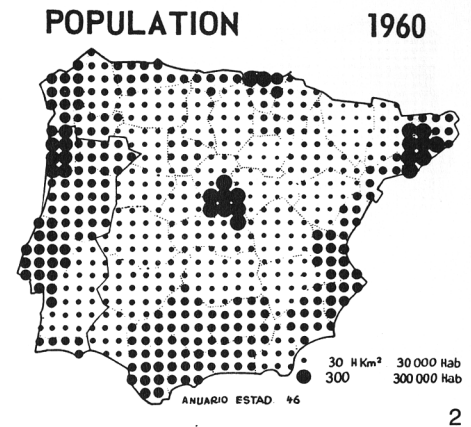 POPULATION 1960
30 H Km² 30 000 Hab
300 300 000 Hab
ANUARIO ESTAD. 46
2